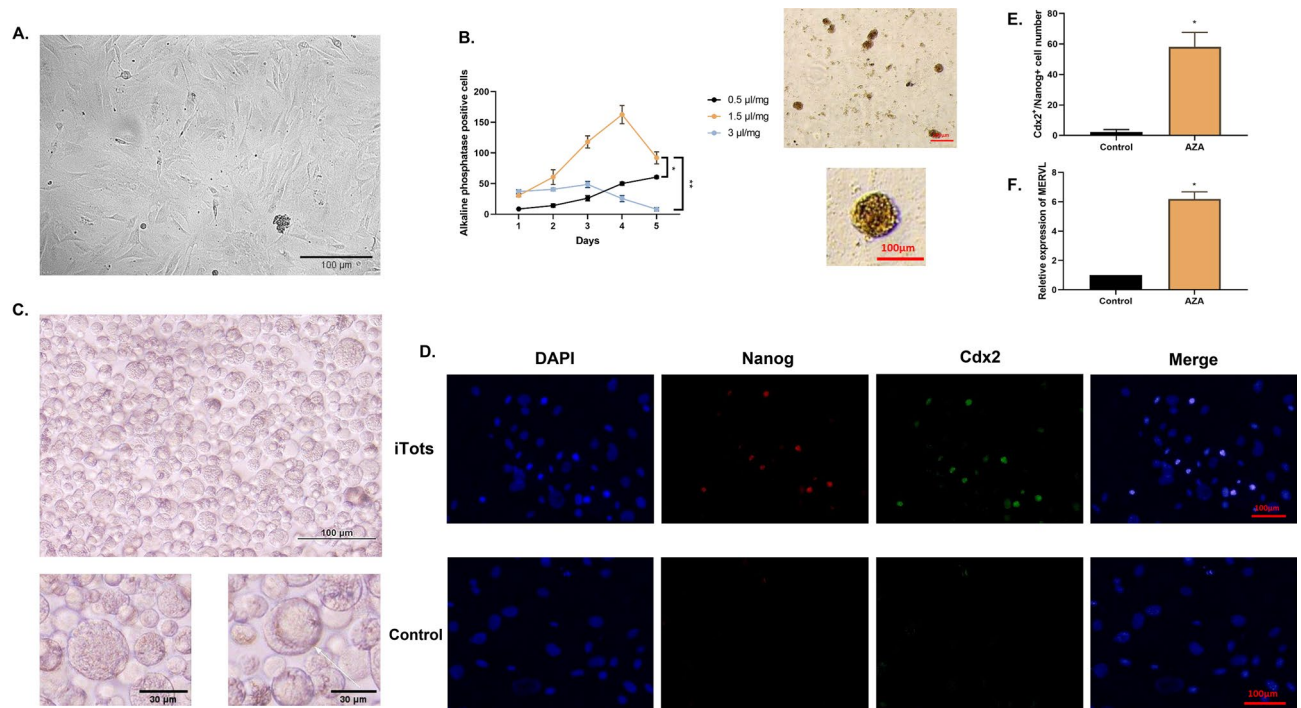 A.
100 µm
B.
Alkaline phosphatase positive cells
200
150
100
50
0
1 2 3 4 5
Days
*
**
0.5 µl/mg
1.5 µl/mg
3 µl/mg
100µm
E.
Cdx2+/Nanog+ cell number
80
60
40
20
0
*
Control AZA
F.
Reletive expression of MERVL
8
6
4
2
0
*
Control AZA
C.
100 µm
30 µm
30 µm
D.
DAPI Nanog Cdx2 Merge
iTots
100µm
Control
100µm